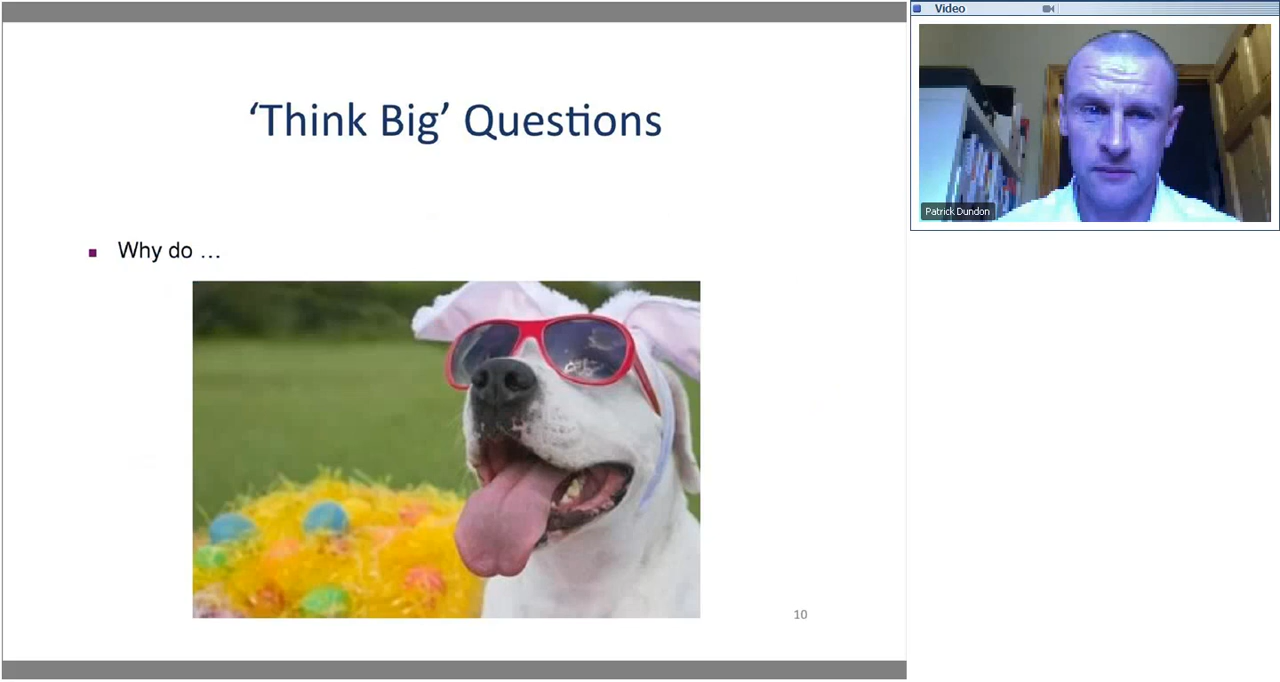 ‘Think Big’ Questions
Why do …
10
Video
Patrick Dundon